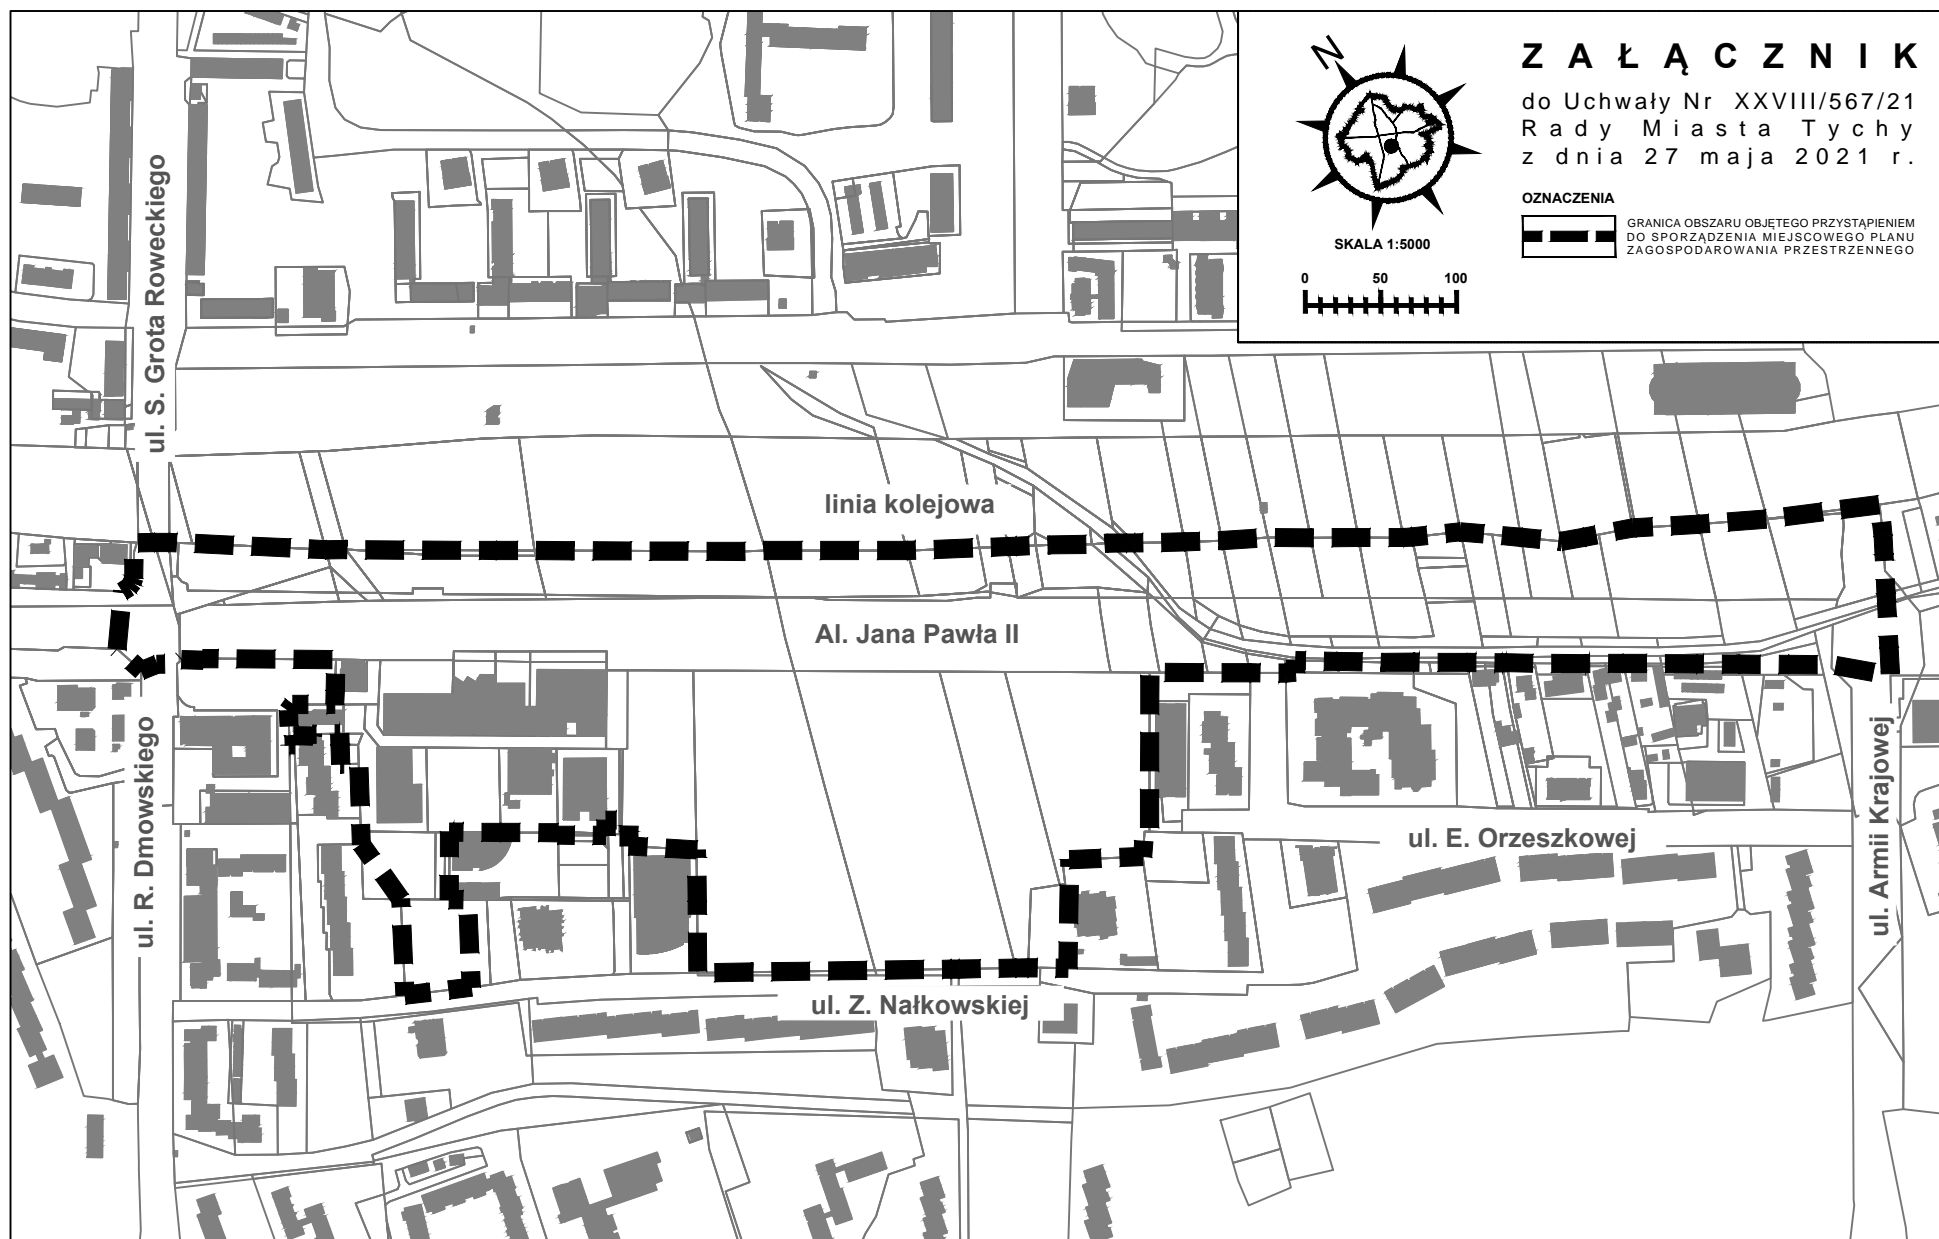 ZAŁĄCZNIK
do Uchwały Nr XXVIII/567/21
Rady Miasta Tychy
z dnia 27 maja 2021 r.
N
SKALA 1:5000
0 50 100
OZNACZENIA
GRANICA OBSZARU OBJĘTEGO PRZYSTĄPIENIEM
DO SPORZĄDZENIA MIEJSCOWEGO PLANU
ZAGOSPODAROWANIA PRZESTRZENNEGO
ul. S. Grota Roweckiego
linia kolejowa
Al. Jana Pawła II
ul. R. Dmowskiego
ul. E. Orzeszkowej
ul. Armii Krajowej
ul. Z. Nałkowskiej